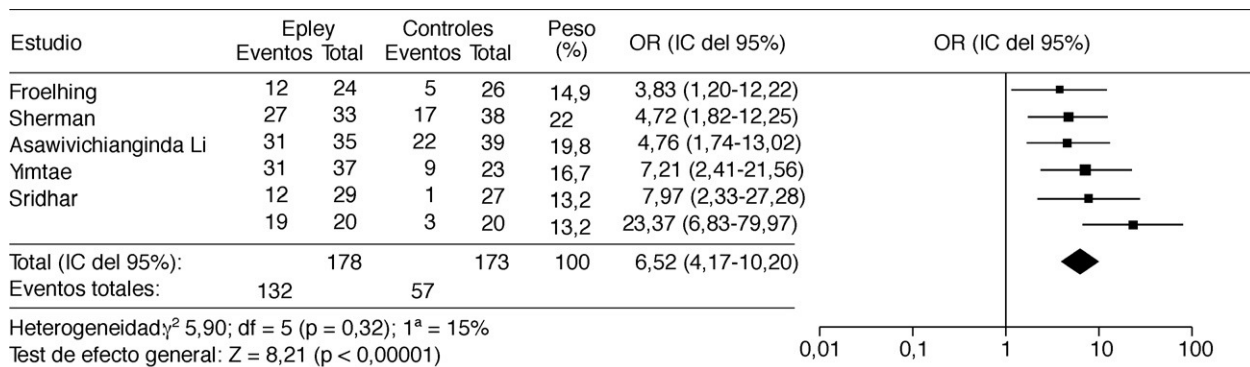 Estudio Epley Controles Peso (%) OR (IC del 95%) OR (IC del 95%)
Eventos Total Eventos Total
Froelhing 12 24 5 26 14,9 3,83 (1,20-12,22)
Sherman 27 33 17 38 22 4,72 (1,82-12,25)
Asawivichianginda Li 31 35 22 39 19,8 4,76 (1,74-13,02)
Yimtae 31 37 9 23 16,7 7,21 (2,41-21,56)
Sridhar 12 29 1 27 13,2 7,97 (2,33-27,28)
19 20 3 20 13,2 23,37 (6,83-79,97)
Total (IC del 95%): 178 173 100 6,52 (4,17-10,20)
Eventos totales: 132 57
Heterogeneidad:γ² 5,90; df = 5 (p = 0,32); 1ª = 15%
Test de efecto general: Z = 8,21 (p < 0,00001)
0,01 0,1 1 10 100